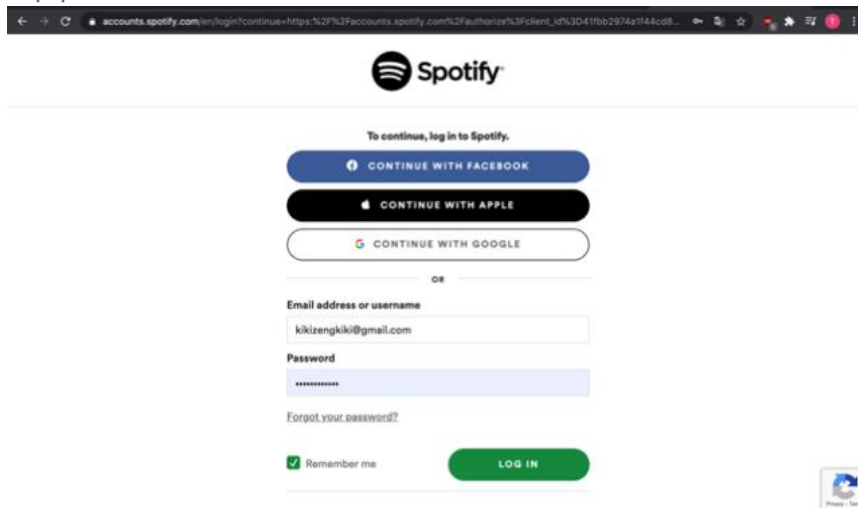 accounts.spotify.com/en/login?continue=https:%2F%2Faccounts.spotify.com%2Fauthorize%3Fclient_id%3D41fbb2974a1f44cd8...
Spotify
To continue, log in to Spotify.
CONTINUE WITH FACEBOOK
CONTINUE WITH APPLE
CONTINUE WITH GOOGLE
OR
Email address or username
kikizengkiki@gmail.com
Password
••••••••••••
Forgot your password?
Remember me
LOG IN